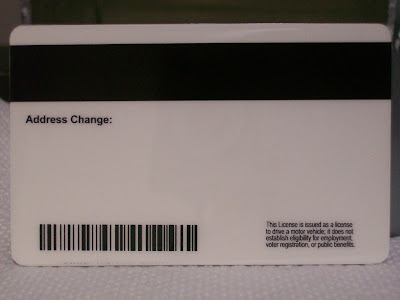 Address Change:
This License is issued as a license
to drive a motor vehicle; it does not
establish eligibility for employment,
voter registration, or public benefits.